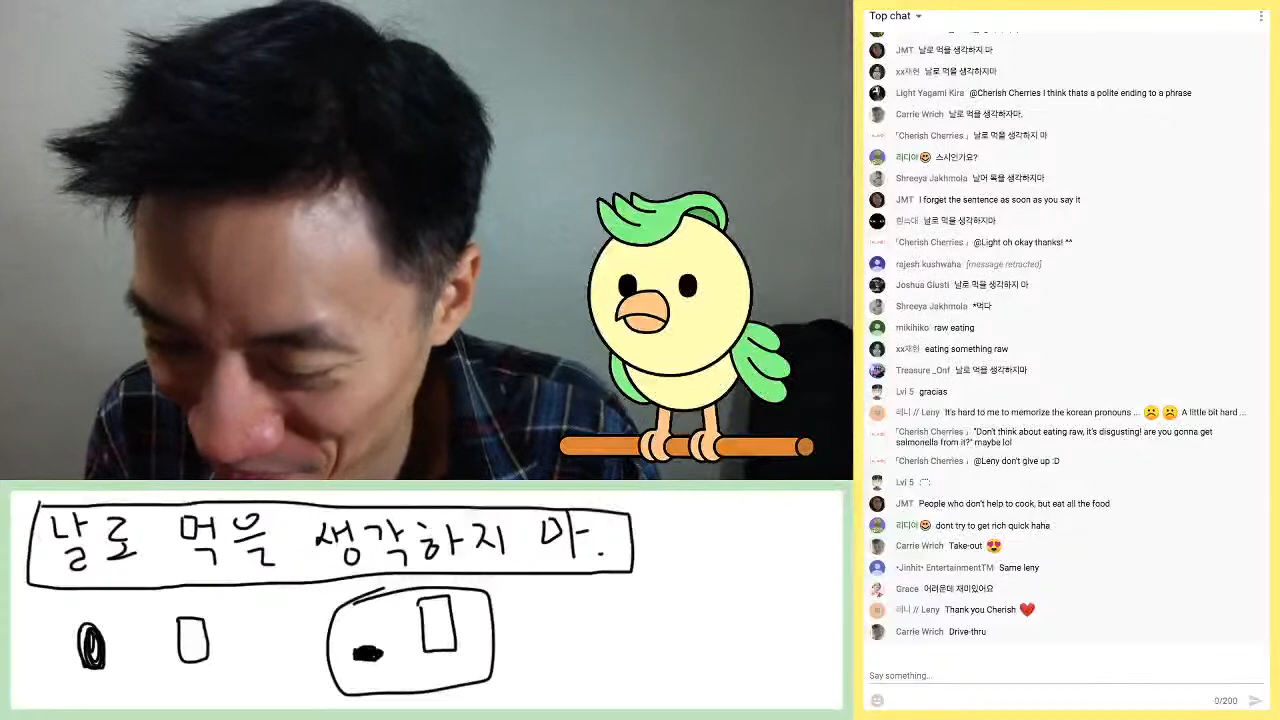 날로 먹을 생각하지 마.
Top chat
JMT 날로 먹을 생각하지 마
xx재현 날로 먹을 생각하지마
Light Yagami Kira @Cherish Cherries I think thats a polite ending to a phrase
Carrie Wrich 날로 먹을 생각하자마.
「Cherish Cherries」 날로 먹을 생각하지 마
리디아 스시인가요?
Shreeya Jakhmola 날머 목을 생각하지마
JMT I forget the sentence as soon as you say it
날로 먹을 생각하지마
「Cherish Cherries」 @Light oh okay thanks! ^^
rajesh kushwaha [message retracted]
Joshua Giusti 날로 먹을 생각하지 마
Shreeya Jakhmola *먹다
mikihiko raw eating
xx재현 eating something raw
Treasure _Onf 날로 먹을 생각하지마
Lvi 5 gracias
레니 // Leny It's hard to me to memorize the korean pronouns ... A little bit hard ...
「Cherish Cherries」 "Don't think about eating raw, it's disgusting! are you gonna get
salmonells from it?" maybe lol
「Cherish Cherries」 @Leny don't give up :D
Lvi 5
JMT People who don't help to cook, but eat all the food
리디아 dont try to get rich quick haha
Carrie Wrich Take-out
•Jinhit• EntertainmentTM Same leny
Grace 어려운데 재미있어요
레니 // Leny Thank you Cherish
Carrie Wrich Drive-thru
Say something...
0/200